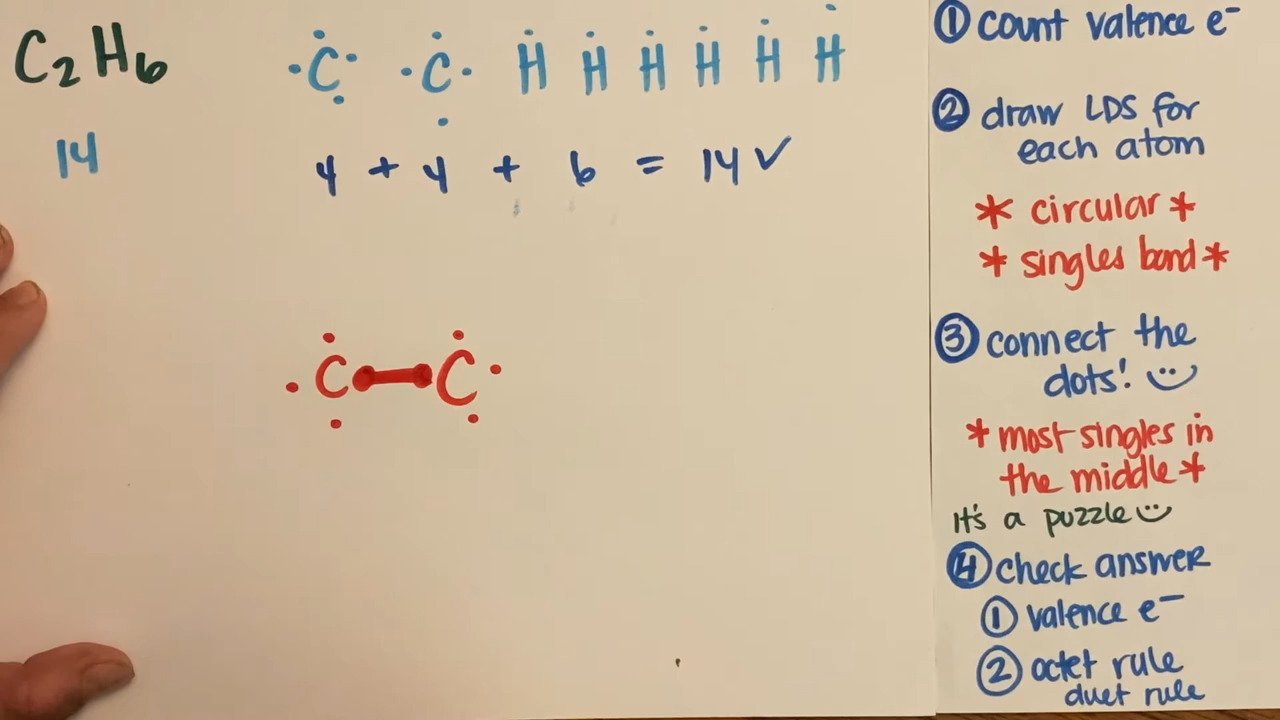 C2H6
C C H H H H H H
14
4 + 4 + 6 = 14 ✓
C C
① count valence e⁻
② draw LDS for
each atom
* circular *
* singles bond *
③ connect the
dots!
* most singles in
the middle *
It's a puzzle
④ check answer
① valence e⁻
② octet rule
duet rule